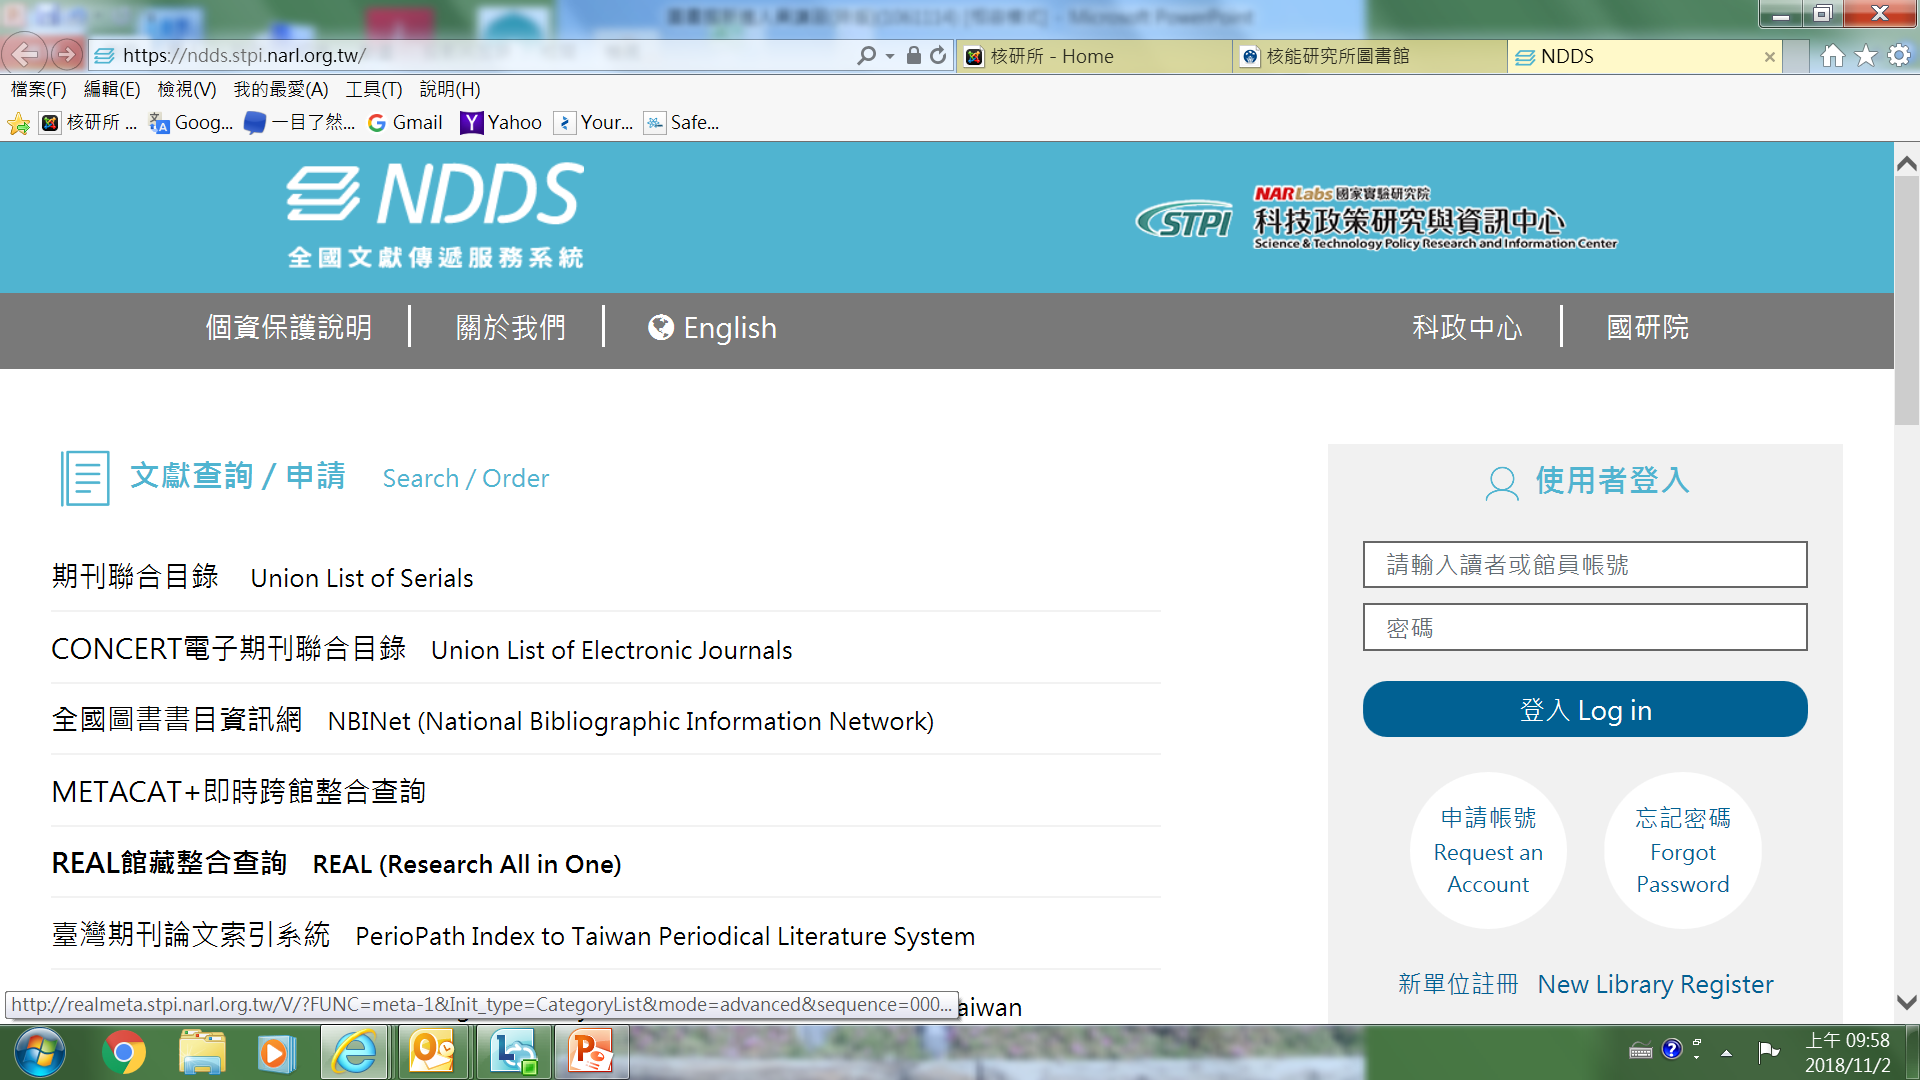 https://ndds.stpi.narl.org.tw/
核研所 - Home
核能研究所圖書館
NDDS
檔案(F) 編輯(E) 檢視(V) 我的最愛(A) 工具(T) 說明(H)
核研所 ... Goog... 一目了然... Gmail Yahoo Your... Safe...
NDDS
全國文獻傳遞服務系統
STPI
NARLabs 國家實驗研究院
科技政策研究與資訊中心
Science & Technology Policy Research and Information Center
個資保護說明 關於我們 English 科政中心 國研院
文獻查詢 / 申請 Search / Order
期刊聯合目錄 Union List of Serials
CONCERT電子期刊聯合目錄 Union List of Electronic Journals
全國圖書書目資訊網 NBINet (National Bibliographic Information Network)
METACAT+即時跨館整合查詢
REAL館藏整合查詢 REAL (Research All in One)
臺灣期刊論文索引系統 PerioPath Index to Taiwan Periodical Literature System
aiwan
http://realmeta.stpi.narl.org.tw/V/?FUNC=meta-1&Init_type=CategoryList&mode=advanced&sequence=000...
使用者登入
請輸入讀者或館員帳號
密碼
登入 Log in
申請帳號
Request an
Account
忘記密碼
Forgot
Password
新單位註冊 New Library Register
上午 09:58
2018/11/2